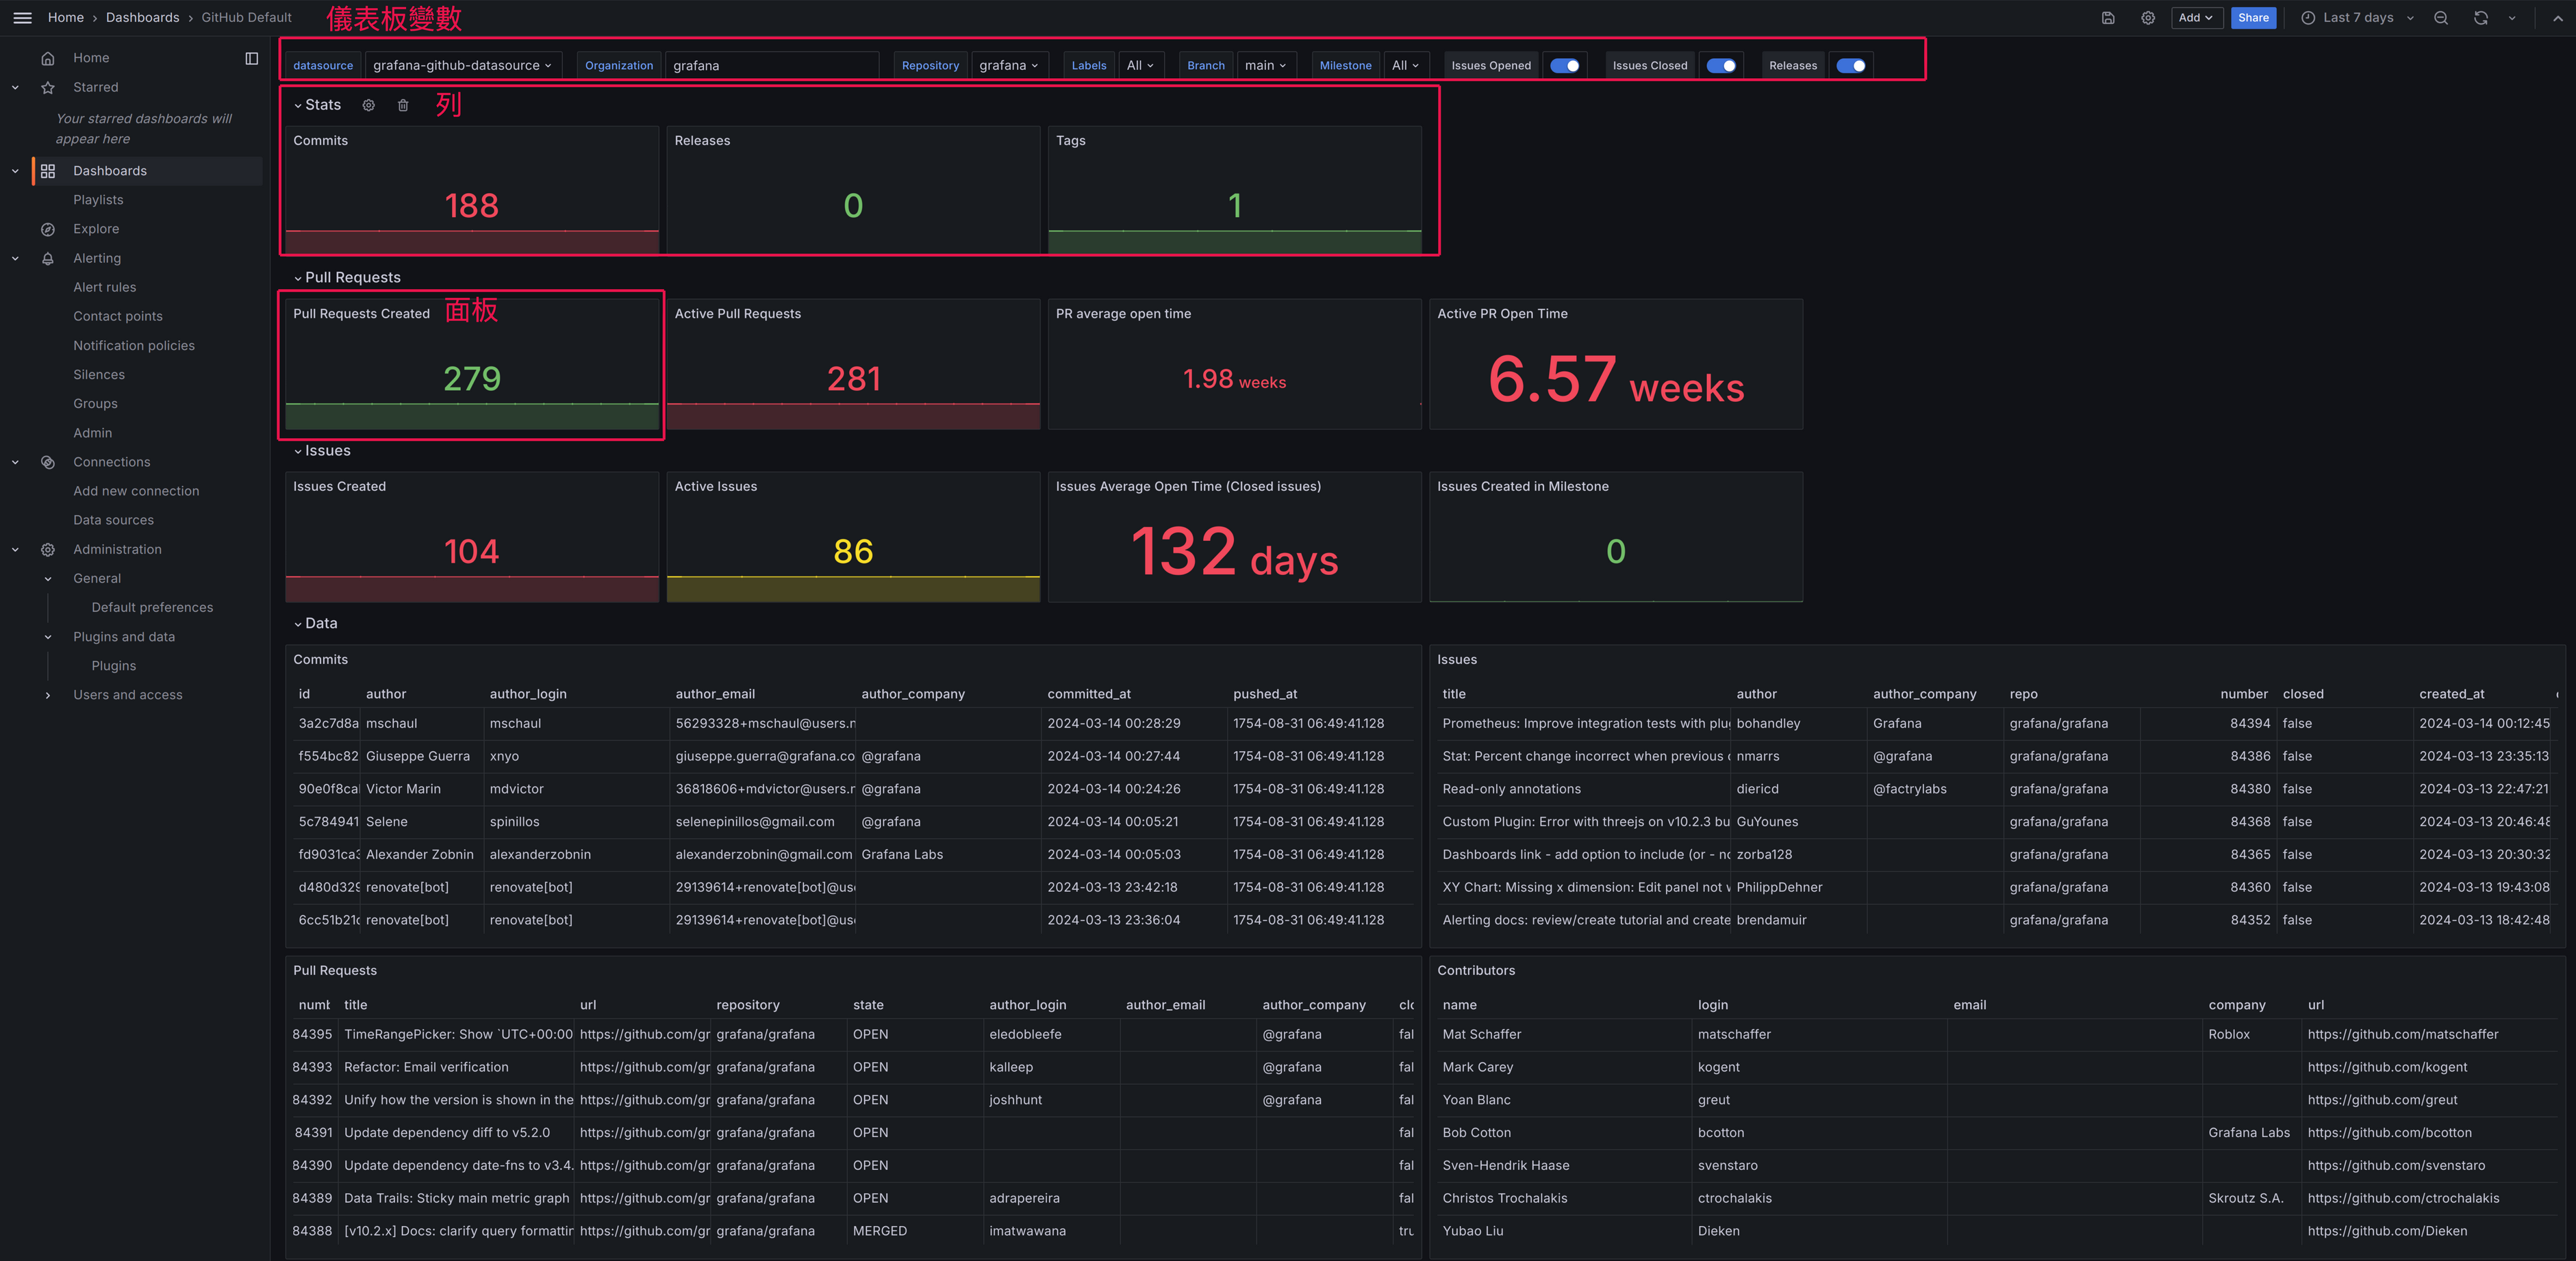 Home › Dashboards › GitHub Default
儀表板變數
Add
Share
Last 7 days
Home
Starred
Your starred dashboards will
appear here
Dashboards
Playlists
Explore
Alerting
Alert rules
Contact points
Notification policies
Silences
Groups
Admin
Connections
Add new connection
Data sources
Administration
General
Default preferences
Plugins and data
Plugins
Users and access
datasource grafana-github-datasource Organization grafana Repository grafana Labels All Branch main Milestone All Issues Opened Issues Closed Releases
Stats 列
Commits
188
Releases
0
Tags
1
Pull Requests
Pull Requests Created 面板
279
Active Pull Requests
281
PR average open time
1.98 weeks
Active PR Open Time
6.57 weeks
Issues
Issues Created
104
Active Issues
86
Issues Average Open Time (Closed issues)
132 days
Issues Created in Milestone
0
Data
Commits
id author author_login author_email author_company committed_at pushed_at
3a2c7d8a mschaul mschaul 56293328+mschaul@users.n 2024-03-14 00:28:29 1754-08-31 06:49:41.128
f554bc82 Giuseppe Guerra xnyo giuseppe.guerra@grafana.co @grafana 2024-03-14 00:27:44 1754-08-31 06:49:41.128
90e0f8ca Victor Marin mdvictor 36818606+mdvictor@users.n @grafana 2024-03-14 00:24:26 1754-08-31 06:49:41.128
5c784941 Selene spinillos selenepinillos@gmail.com @grafana 2024-03-14 00:05:21 1754-08-31 06:49:41.128
fd9031ca3 Alexander Zobnin alexanderzobnin alexanderzobnin@gmail.com Grafana Labs 2024-03-14 00:05:03 1754-08-31 06:49:41.128
d480d329 renovate[bot] renovate[bot] 29139614+renovate[bot]@use 2024-03-13 23:42:18 1754-08-31 06:49:41.128
6cc51b21c renovate[bot] renovate[bot] 29139614+renovate[bot]@use 2024-03-13 23:36:04 1754-08-31 06:49:41.128
Issues
title author author_company repo number closed created_at
Prometheus: Improve integration tests with plug bohandley Grafana grafana/grafana 84394 false 2024-03-14 00:12:45
Stat: Percent change incorrect when previous nmarrs @grafana grafana/grafana 84386 false 2024-03-13 23:35:13
Read-only annotations diericd @factrylabs grafana/grafana 84380 false 2024-03-13 22:47:21
Custom Plugin: Error with threejs on v10.2.3 bu GuYounes grafana/grafana 84368 false 2024-03-13 20:46:48
Dashboards link - add option to include (or - no zorba128 grafana/grafana 84365 false 2024-03-13 20:30:32
XY Chart: Missing x dimension: Edit panel not w PhilippDehner grafana/grafana 84360 false 2024-03-13 19:43:08
Alerting docs: review/create tutorial and create brendamuir grafana/grafana 84352 false 2024-03-13 18:42:48
Pull Requests
numb title url repository state author_login author_email author_company clo
84395 TimeRangePicker: Show `UTC+00:00 https://github.com/gr grafana/grafana OPEN eledobleefe @grafana fal
84393 Refactor: Email verification https://github.com/gr grafana/grafana OPEN kalleep @grafana fal
84392 Unify how the version is shown in the https://github.com/gr grafana/grafana OPEN joshhunt @grafana fal
84391 Update dependency diff to v5.2.0 https://github.com/gr grafana/grafana OPEN fal
84390 Update dependency date-fns to v3.4. https://github.com/gr grafana/grafana OPEN fal
84389 Data Trails: Sticky main metric graph https://github.com/gr grafana/grafana OPEN adrapereira fal
84388 [v10.2.x] Docs: clarify query formattin https://github.com/gr grafana/grafana MERGED imatwawana tru
Contributors
name login email company url
Mat Schaffer matschaffer Roblox https://github.com/matschaffer
Mark Carey kogent https://github.com/kogent
Yoan Blanc greut https://github.com/greut
Bob Cotton bcotton Grafana Labs https://github.com/bcotton
Sven-Hendrik Haase svenstaro https://github.com/svenstaro
Christos Trochalakis ctrochalakis Skroutz S.A. https://github.com/ctrochalakis
Yubao Liu Dieken https://github.com/Dieken